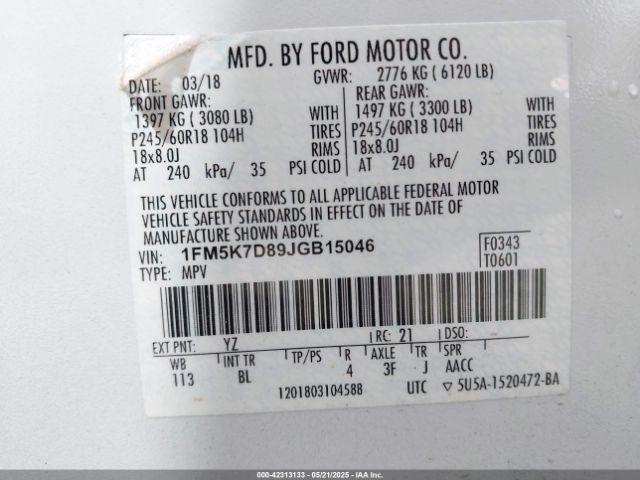 MFD. BY FORD MOTOR CO.
DATE: 03/18 GVWR: 2776 KG ( 6120 LB)
FRONT GAWR: REAR GAWR:
1397 KG ( 3080 LB) WITH 1497 KG ( 3300 LB) WITH
P245/60R18 104H TIRES P245/60R18 104H TIRES
18x8.0J RIMS 18x8.0J RIMS
AT 240 kPa/ 35 PSI COLD AT 240 kPa/ 35 PSI COLD
THIS VEHICLE CONFORMS TO ALL APPLICABLE FEDERAL MOTOR
VEHICLE SAFETY STANDARDS IN EFFECT ON THE DATE OF
MANUFACTURE SHOWN ABOVE.
VIN: 1FM5K7D89JGB15046 F0343
TYPE: MPV T0601
EXT PNT: YZ RC: 21 DSO:
WB INT TR TP/PS R AXLE TR SPR
113 BL 4 3F J AACC
1201803104588 UTC ▽ 5U5A-1520472-BA
000-42313133 - 05/21/2025 - IAAI